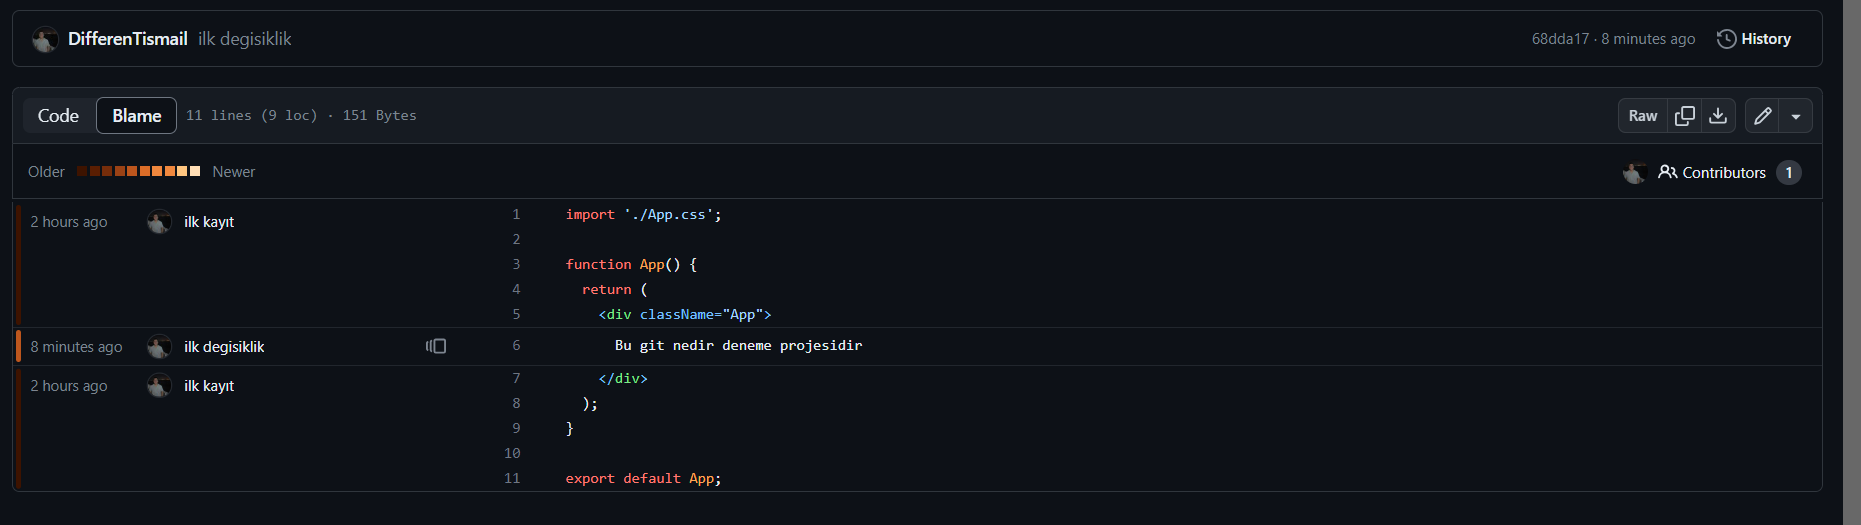 DifferenTismail ilk degisiklik 68dda17 · 8 minutes ago History
Code Blame 11 lines (9 loc) · 151 Bytes Raw
Older Newer Contributors 1
2 hours ago ilk kayıt 1 import './App.css';
2
3 function App() {
4 return (
5 <div className="App">
8 minutes ago ilk degisiklik 6 Bu git nedir deneme projesidir
2 hours ago ilk kayıt 7 </div>
8 );
9 }
10
11 export default App;